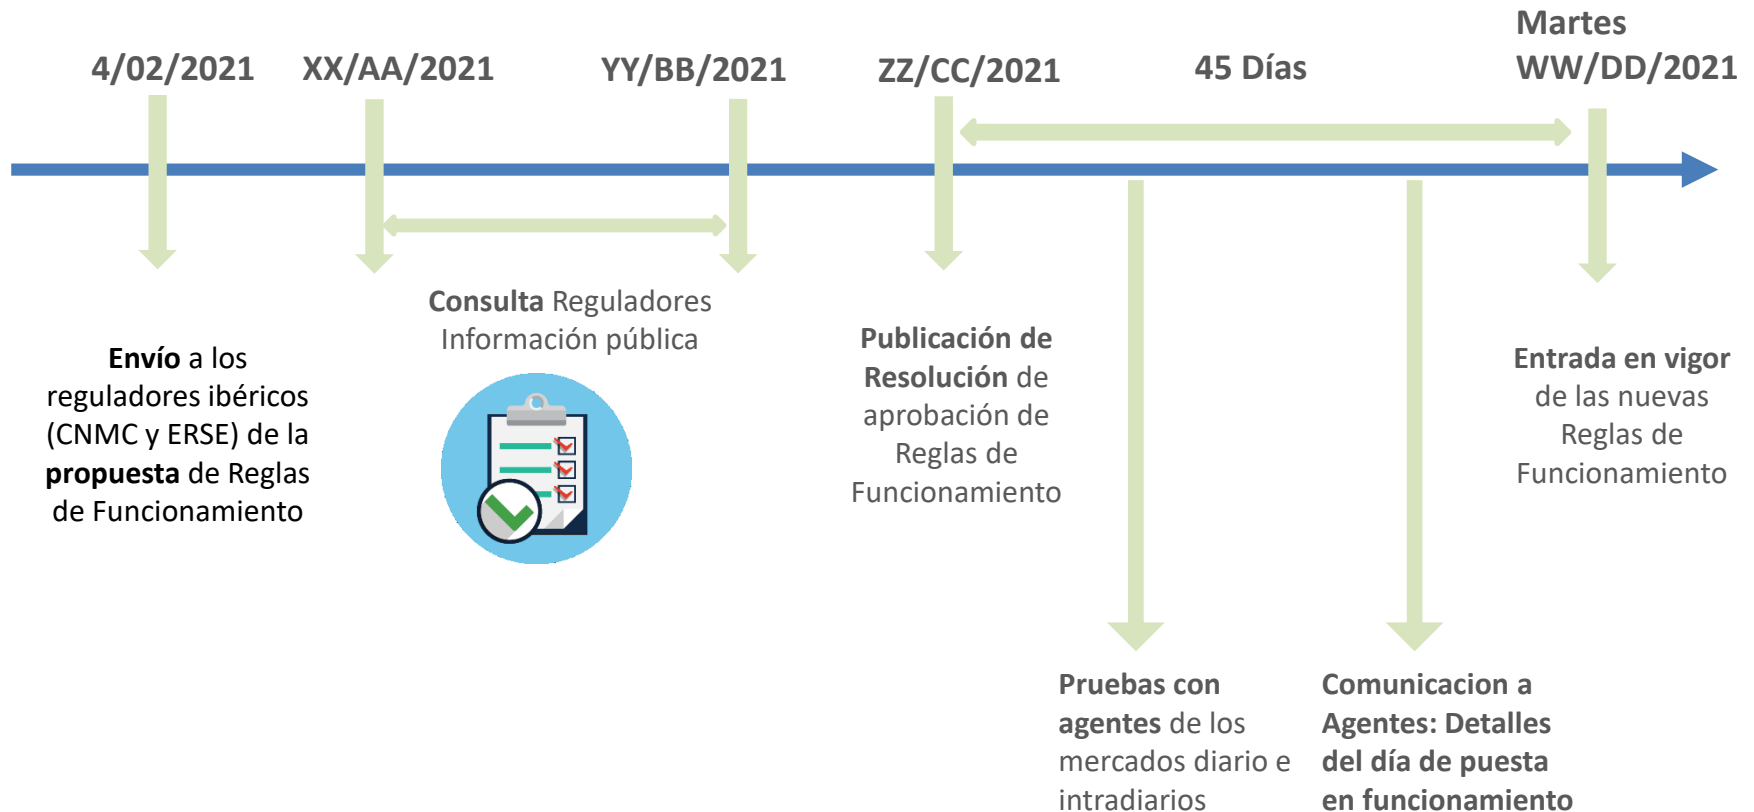 4/02/2021
XX/AA/2021
YY/BB/2021
ZZ/CC/2021
45 Días
Martes
WW/DD/2021
Envío a los
reguladores ibéricos
(CNMC y ERSE) de la
propuesta de Reglas
de Funcionamiento
Consulta Reguladores
Información pública
Publicación de
Resolución de
aprobación de
Reglas de
Funcionamiento
Entrada en vigor
de las nuevas
Reglas de
Funcionamiento
Pruebas con
agentes de los
mercados diario e
intradiarios
Comunicacion a
Agentes: Detalles
del día de puesta
en funcionamiento